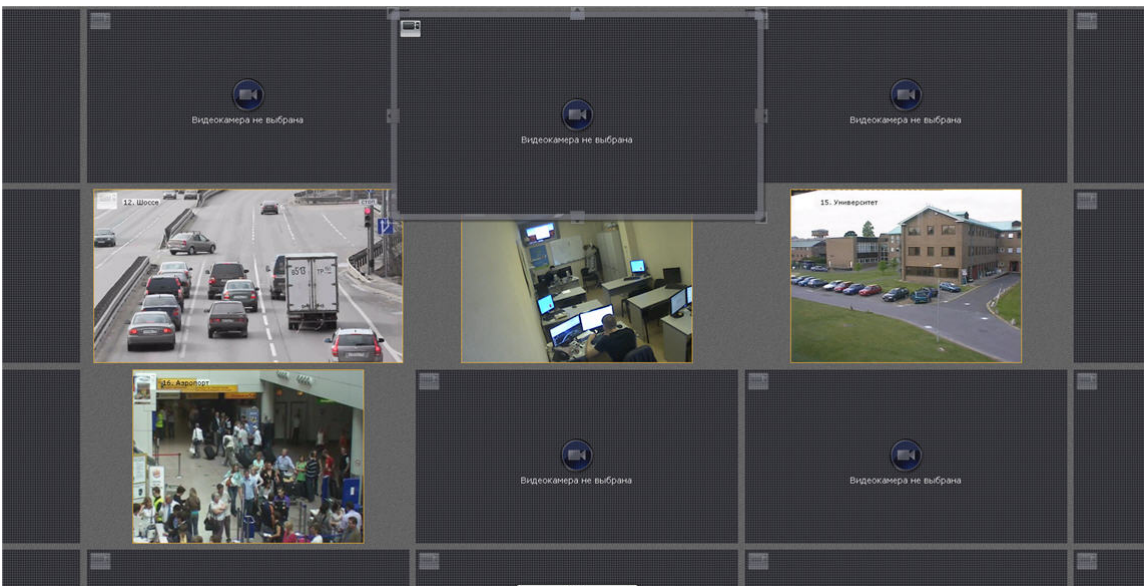 Видеокамера не выбрана
Видеокамера не выбрана
Видеокамера не выбрана
12. Шоссе
15. Университет
16. Аэропорт
Видеокамера не выбрана
Видеокамера не выбрана